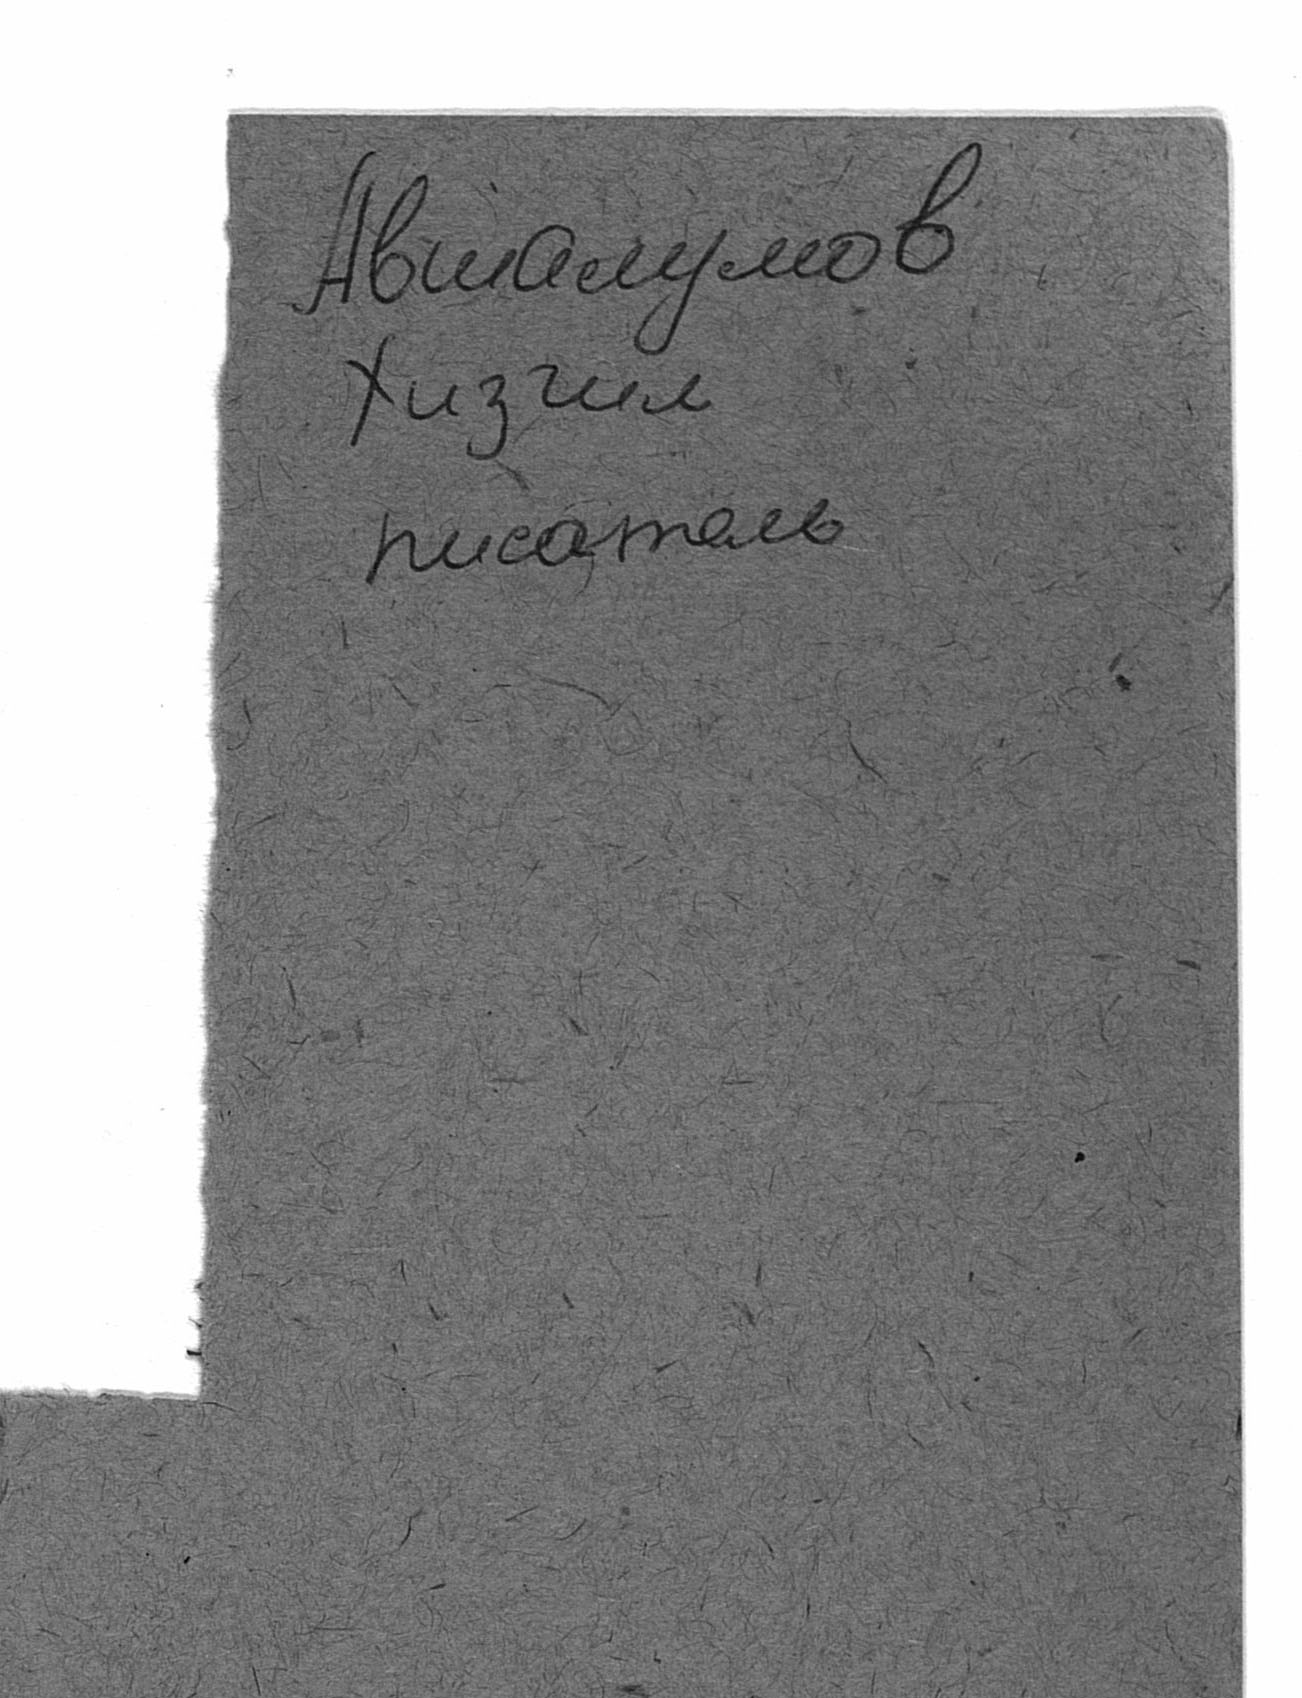 Авшалумов
Хизгил
писатель